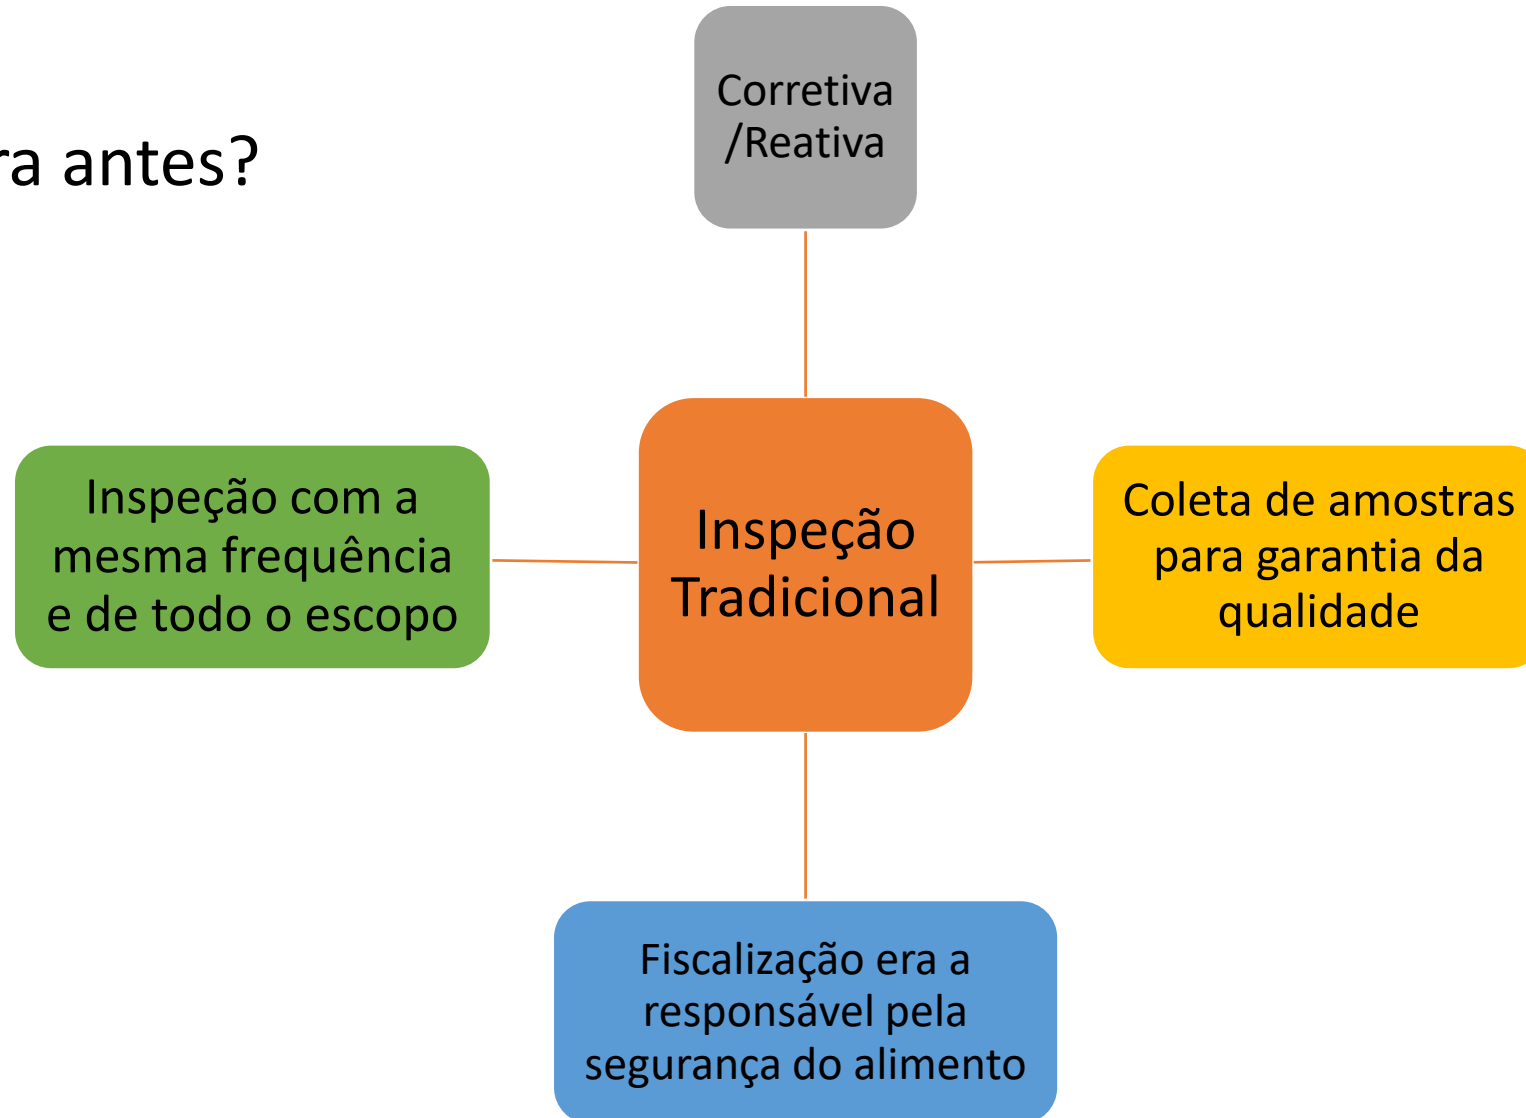 ra antes?
Corretiva
/Reativa
Inspeção com a
mesma frequência
e de todo o escopo
Inspeção
Tradicional
Coleta de amostras
para garantia da
qualidade
Fiscalização era a
responsável pela
segurança do alimento